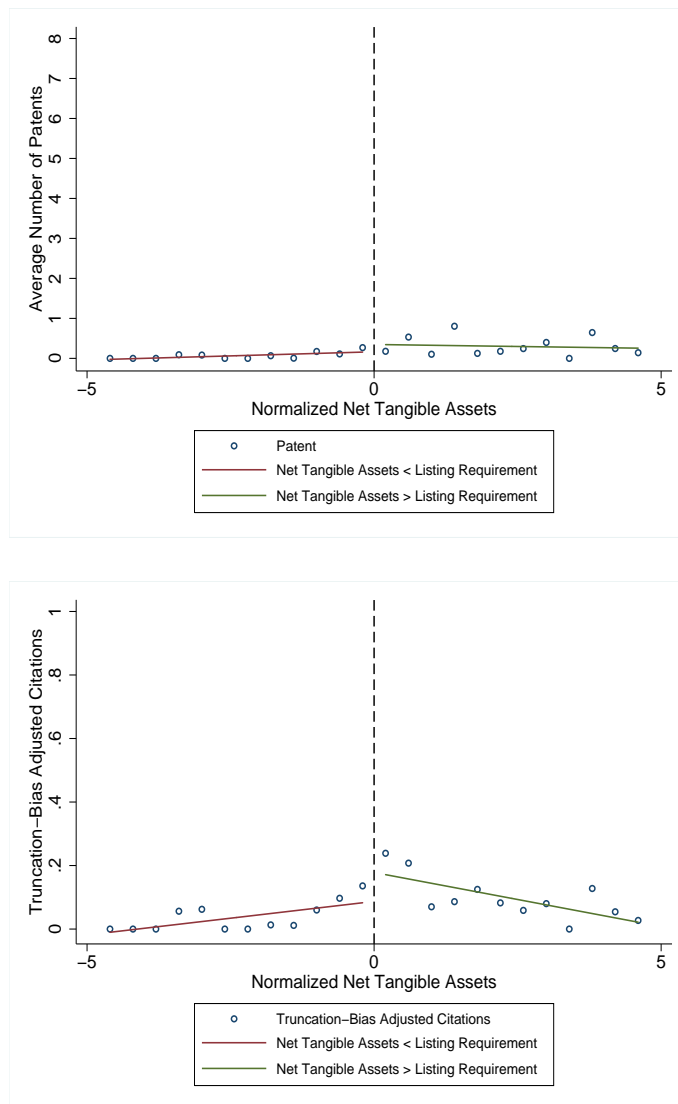 Average Number of Patents
8
7
6
5
4
3
2
1
0
−5
0
5
Normalized Net Tangible Assets
Patent
Net Tangible Assets < Listing Requirement
Net Tangible Assets > Listing Requirement
Truncation−Bias Adjusted Citations
1
.8
.6
.4
.2
0
−5
0
5
Normalized Net Tangible Assets
Truncation−Bias Adjusted Citations
Net Tangible Assets < Listing Requirement
Net Tangible Assets > Listing Requirement